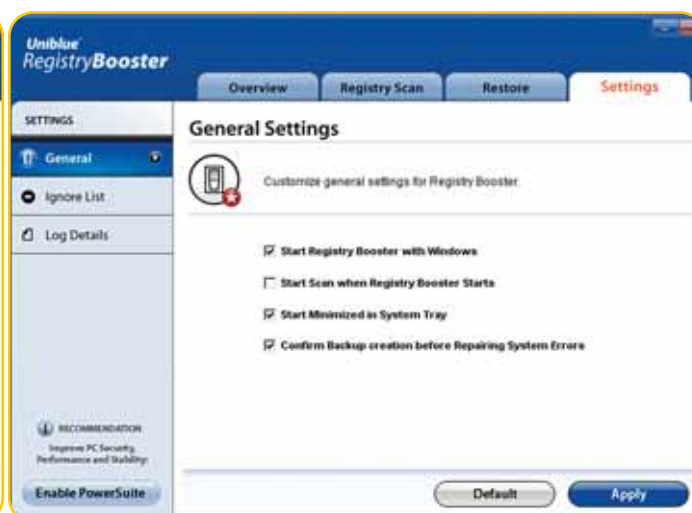 Uniblue
RegistryBooster
Overview
Registry Scan
Restore
Settings
SETTINGS
General
Ignore List
Log Details
General Settings
Customize general settings for Registry Booster.
Start Registry Booster with Windows
Start Scan when Registry Booster Starts
Start Minimized in System Tray
Confirm Backup creation before Repairing System Errors
RECOMMENDATION
Improve PC Security,
Performance and Stability:
Enable PowerSuite
Default
Apply